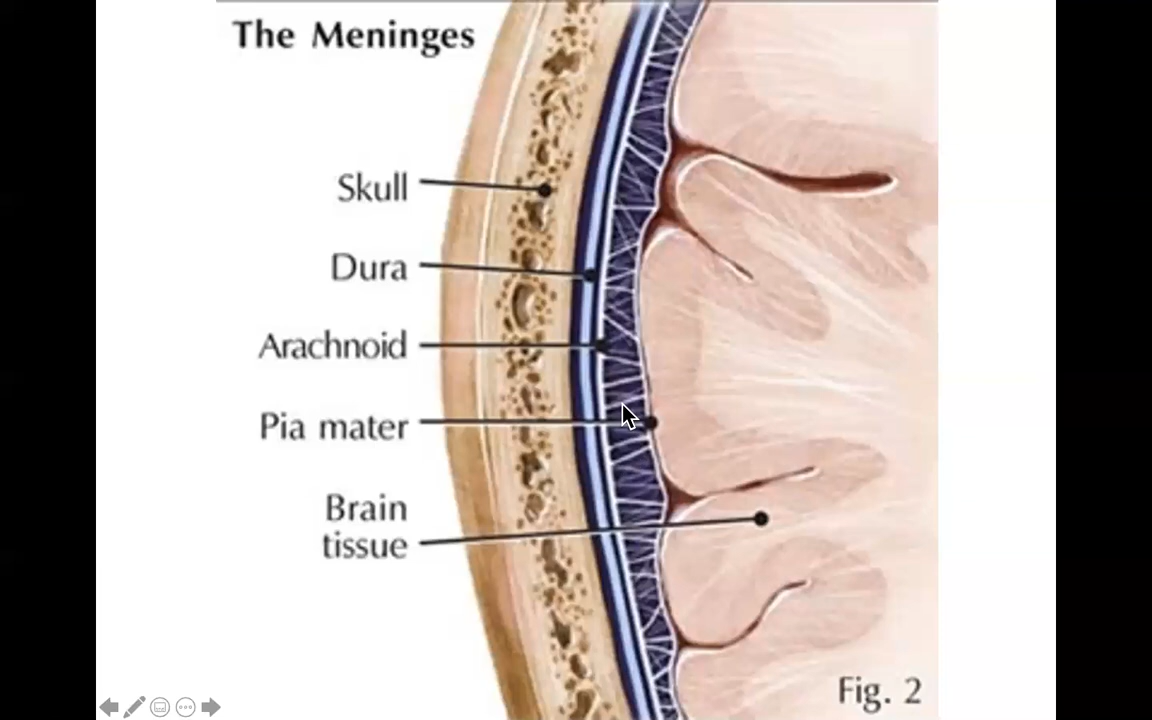 The Meninges
Skull
Dura
Arachnoid
Pia mater
Brain
tissue
Fig. 2